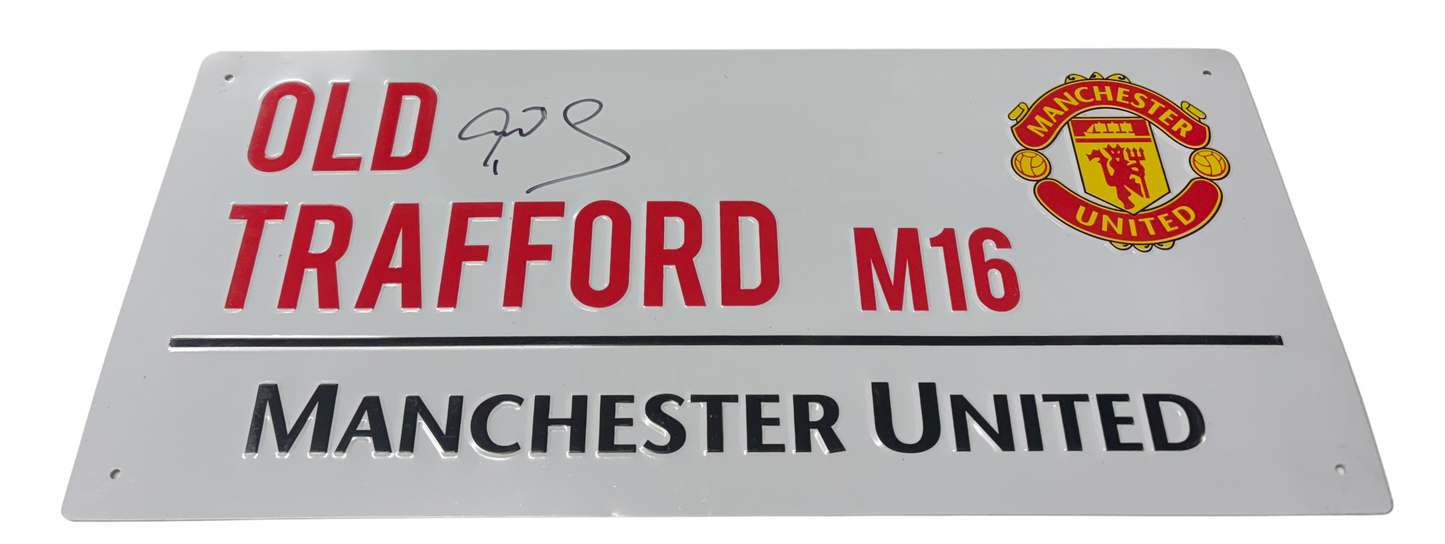 OLD
TRAFFORD M16
MANCHESTER
UNITED
MANCHESTER UNITED